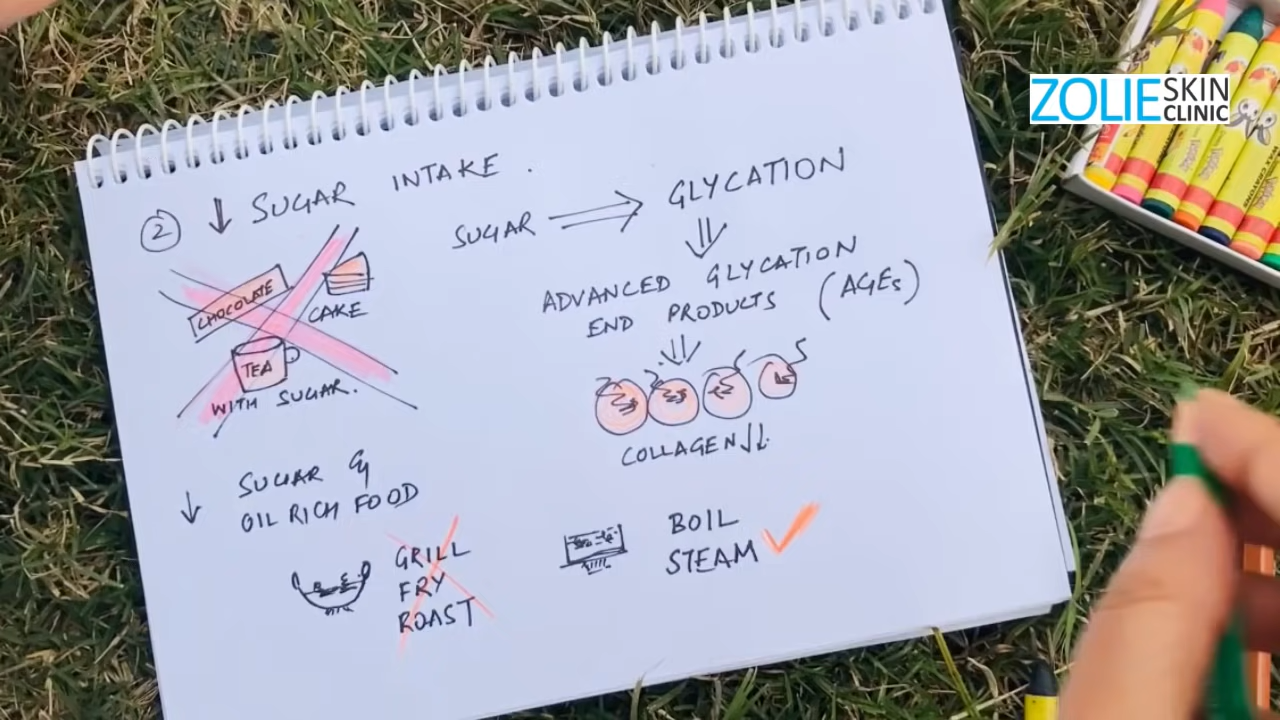 ZOLIE SKIN CLINIC
② ↓ SUGAR INTAKE.
CHOCOLATE
CAKE
TEA
WITH SUGAR.
SUGAR ⇒ GLYCATION
⇓
ADVANCED GLYCATION
END PRODUCTS (AGEs)
⇓
COLLAGEN↓↓.
↓ SUGAR &
OIL RICH FOOD
GRILL
FRY
ROAST
BOIL
STEAM ✓